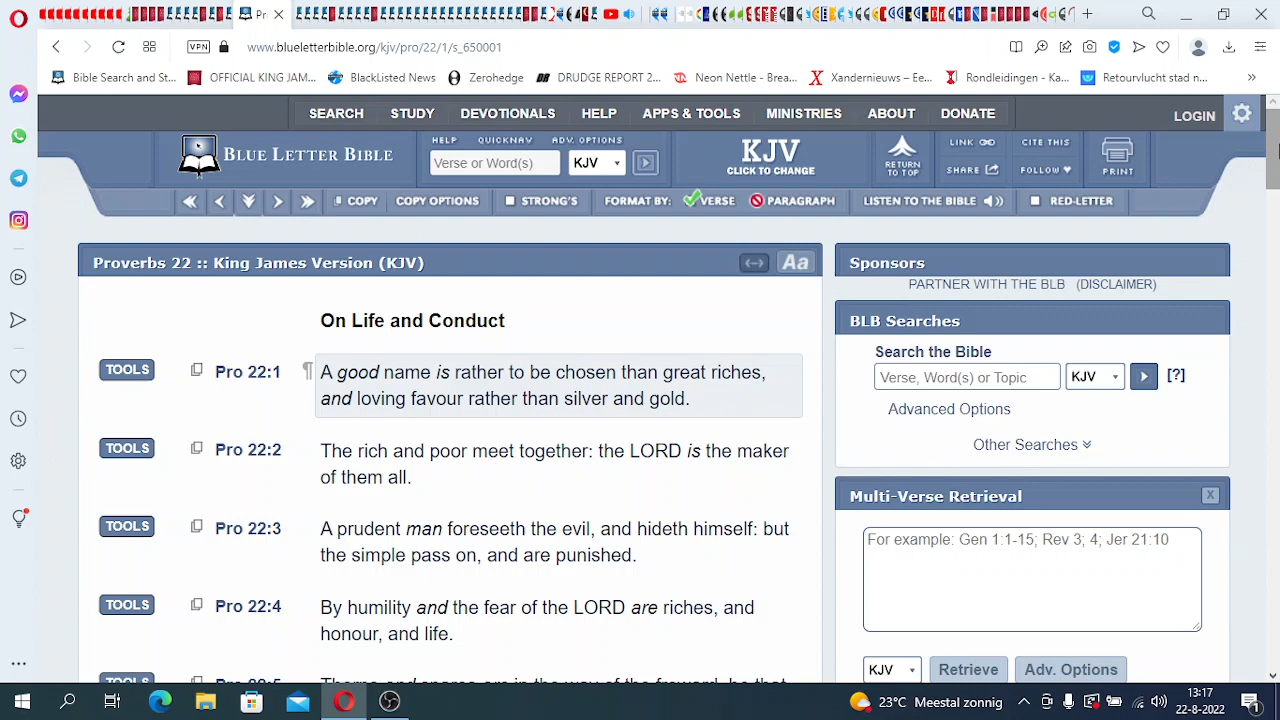 Pro
www.blueletterbible.org/kjv/pro/22/1/s_650001
VPN
Bible Search and St...
OFFICIAL KING JAM...
BlackListed News
Zerohedge
DRUDGE REPORT 2...
Neon Nettle - Brea...
Xandernieuws – Ee...
Rondleidingen - Ka...
Retourvlucht stad n...
SEARCH STUDY DEVOTIONALS HELP APPS & TOOLS MINISTRIES ABOUT DONATE
LOGIN
BLUE LETTER BIBLE
HELP QUICKNAV ADV. OPTIONS
Verse or Word(s) KJV
KJV
CLICK TO CHANGE
RETURN
TO TOP
LINK CITE THIS
SHARE FOLLOW
PRINT
COPY COPY OPTIONS STRONG'S FORMAT BY: VERSE PARAGRAPH LISTEN TO THE BIBLE RED-LETTER
Proverbs 22 :: King James Version (KJV)
Aa
On Life and Conduct
TOOLS Pro 22:1 ¶ A good name is rather to be chosen than great riches,
and loving favour rather than silver and gold.
TOOLS Pro 22:2 The rich and poor meet together: the LORD is the maker
of them all.
TOOLS Pro 22:3 A prudent man foreseeth the evil, and hideth himself: but
the simple pass on, and are punished.
TOOLS Pro 22:4 By humility and the fear of the LORD are riches, and
honour, and life.
Sponsors
PARTNER WITH THE BLB (DISCLAIMER)
BLB Searches
Search the Bible
Verse, Word(s) or Topic KJV [?]
Advanced Options
Other Searches
Multi-Verse Retrieval X
For example: Gen 1:1-15; Rev 3; 4; Jer 21:10
KJV Retrieve Adv. Options
23°C Meestal zonnig
13:17
22-8-2022
1